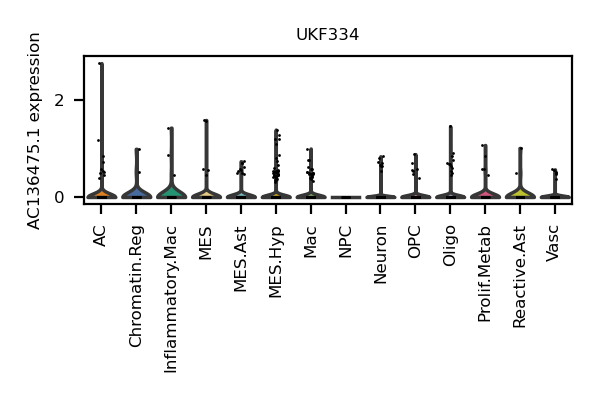 UKF334
AC136475.1 expression
2
0
AC
Chromatin.Reg
Inflammatory.Mac
MES
MES.Ast
MES.Hyp
Mac
NPC
Neuron
OPC
Oligo
Prolif.Metab
Reactive.Ast
Vasc